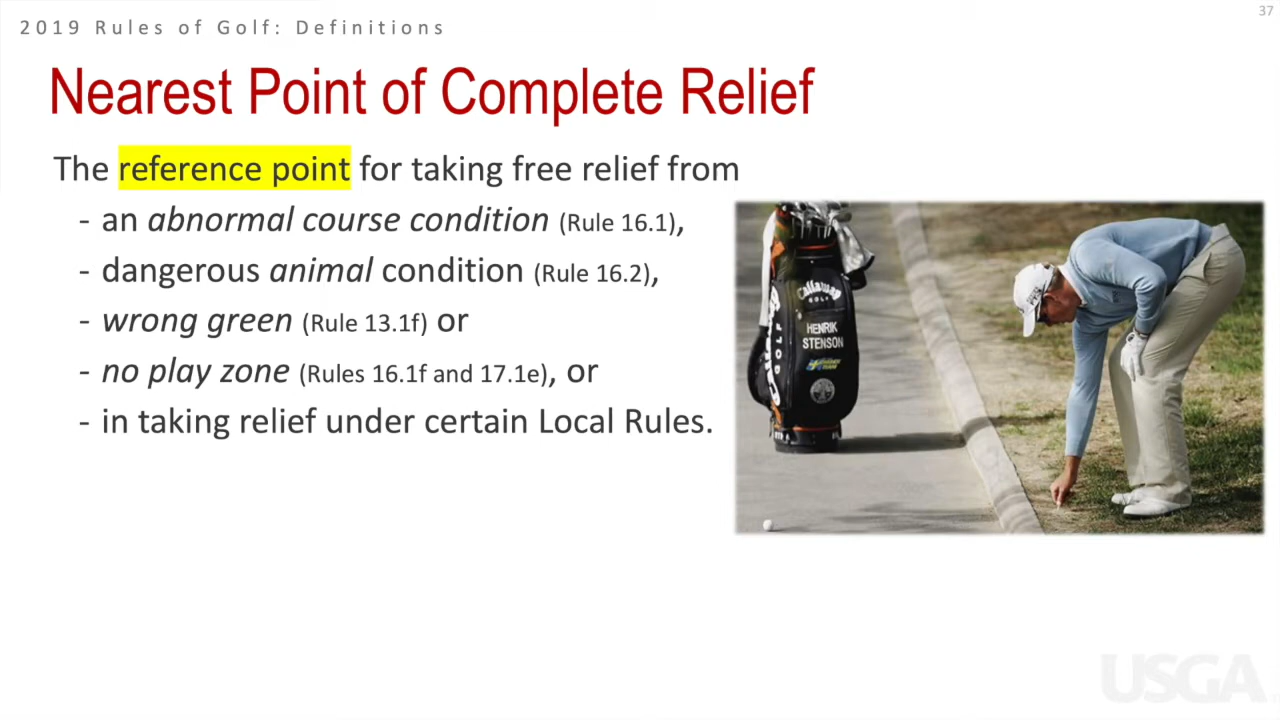 37
2019 Rules of Golf: Definitions
Nearest Point of Complete Relief
The reference point for taking free relief from
- an abnormal course condition (Rule 16.1),
- dangerous animal condition (Rule 16.2),
- wrong green (Rule 13.1f) or
- no play zone (Rules 16.1f and 17.1e), or
- in taking relief under certain Local Rules.
Callaway
GOLF
HENRIK
STENSON
USGA